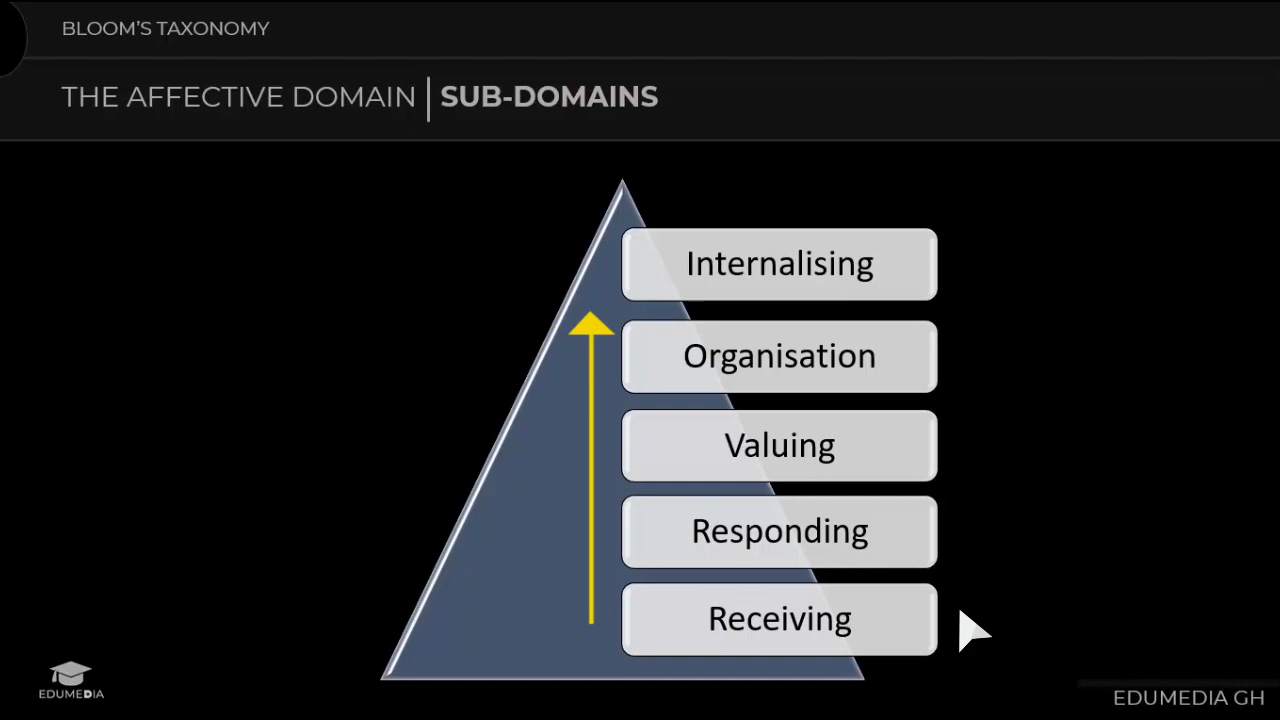 BLOOM'S TAXONOMY
THE AFFECTIVE DOMAIN | SUB-DOMAINS
Internalising
Organisation
Valuing
Responding
Receiving
EDUMEDIA
EDUMEDIA GH